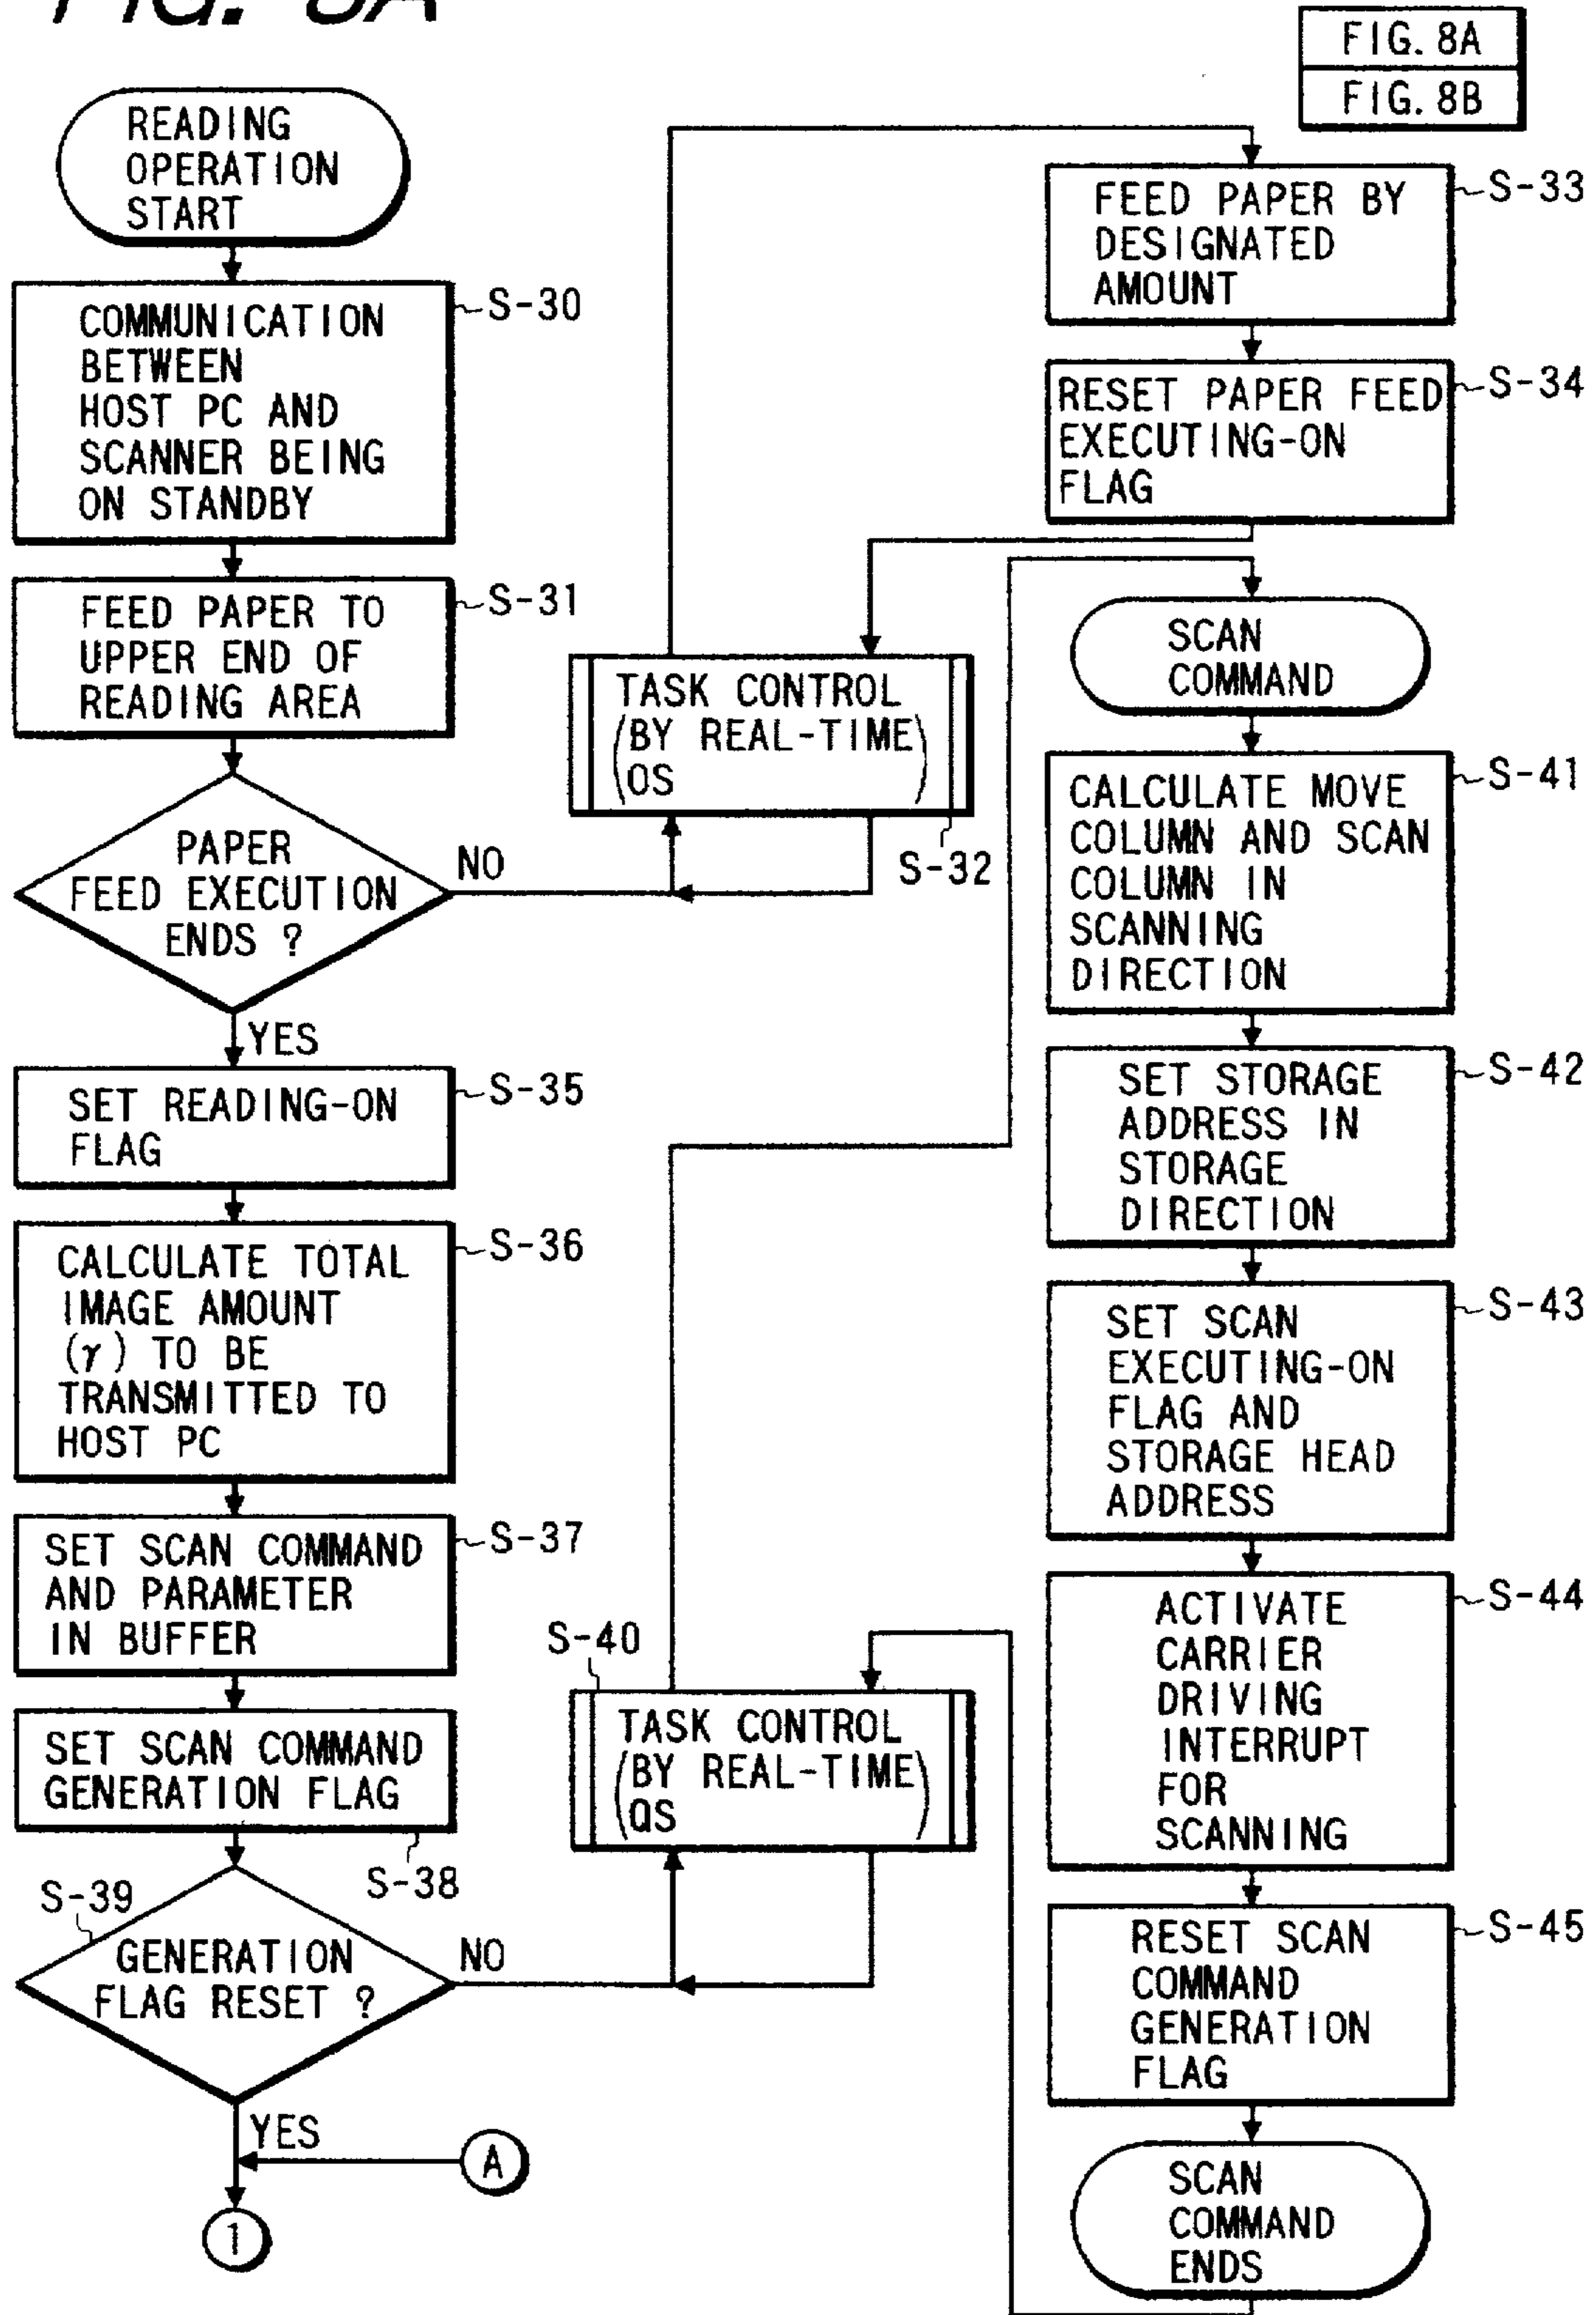 FIG. 8A
FIG. 8A
FIG. 8B
READING
OPERATION
START
COMMUNICATION
BETWEEN
HOST PC AND
SCANNER BEING
ON STANDBY
S-30
FEED PAPER TO
UPPER END OF
READING AREA
S-31
PAPER
FEED EXECUTION
ENDS ?
NO
YES
TASK CONTROL
(BY REAL-TIME)
OS
S-32
FEED PAPER BY
DESIGNATED
AMOUNT
S-33
RESET PAPER FEED
EXECUTING-ON
FLAG
S-34
SET READING-ON
FLAG
S-35
CALCULATE TOTAL
IMAGE AMOUNT
(γ) TO BE
TRANSMITTED TO
HOST PC
S-36
SET SCAN COMMAND
AND PARAMETER
IN BUFFER
S-37
SET SCAN COMMAND
GENERATION FLAG
S-38
S-39
GENERATION
FLAG RESET ?
NO
YES
A
1
S-40
TASK CONTROL
(BY REAL-TIME)
OS
SCAN
COMMAND
CALCULATE MOVE
COLUMN AND SCAN
COLUMN IN
SCANNING
DIRECTION
S-41
SET STORAGE
ADDRESS IN
STORAGE
DIRECTION
S-42
SET SCAN
EXECUTING-ON
FLAG AND
STORAGE HEAD
ADDRESS
S-43
ACTIVATE
CARRIER
DRIVING
INTERRUPT
FOR
SCANNING
S-44
RESET SCAN
COMMAND
GENERATION
FLAG
S-45
SCAN
COMMAND
ENDS